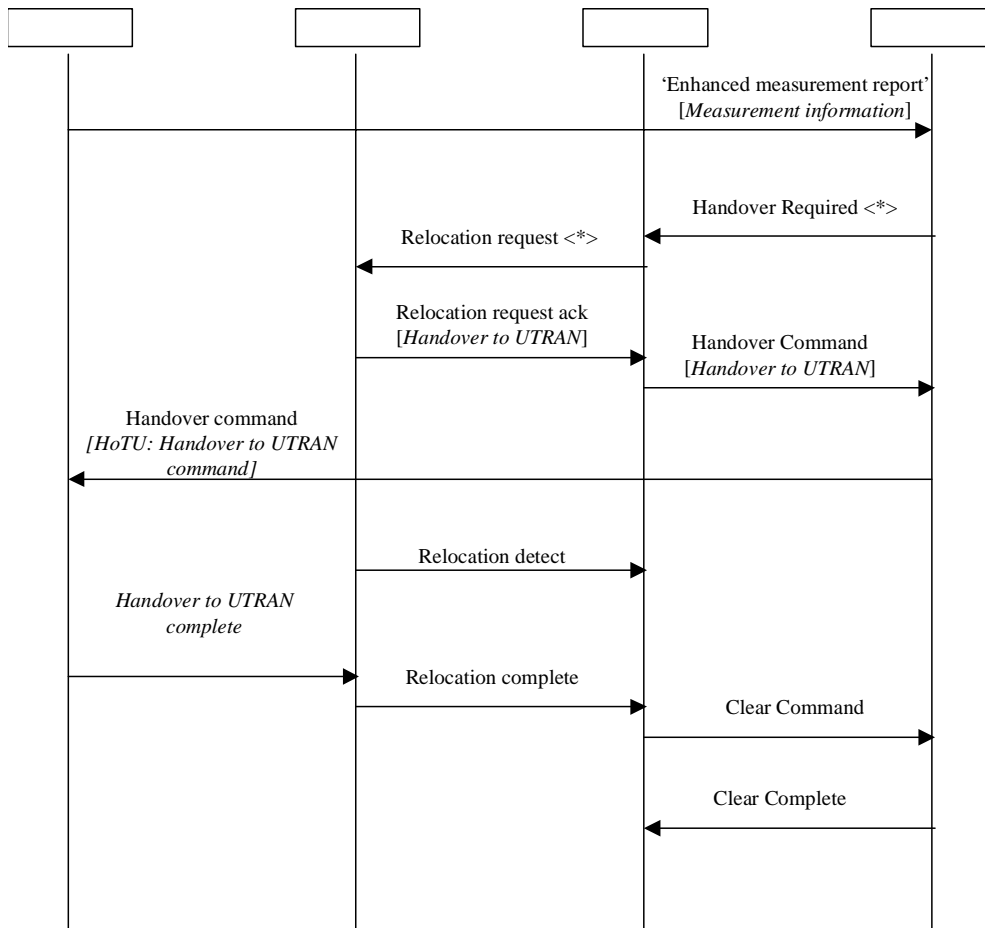 ‘Enhanced measurement report’
[Measurement information]
Handover Required <*>
Relocation request <*>
Relocation request ack
[Handover to UTRAN]
Handover Command
[Handover to UTRAN]
Handover command
[HoTU: Handover to UTRAN
command]
Relocation detect
Handover to UTRAN
complete
Relocation complete
Clear Command
Clear Complete